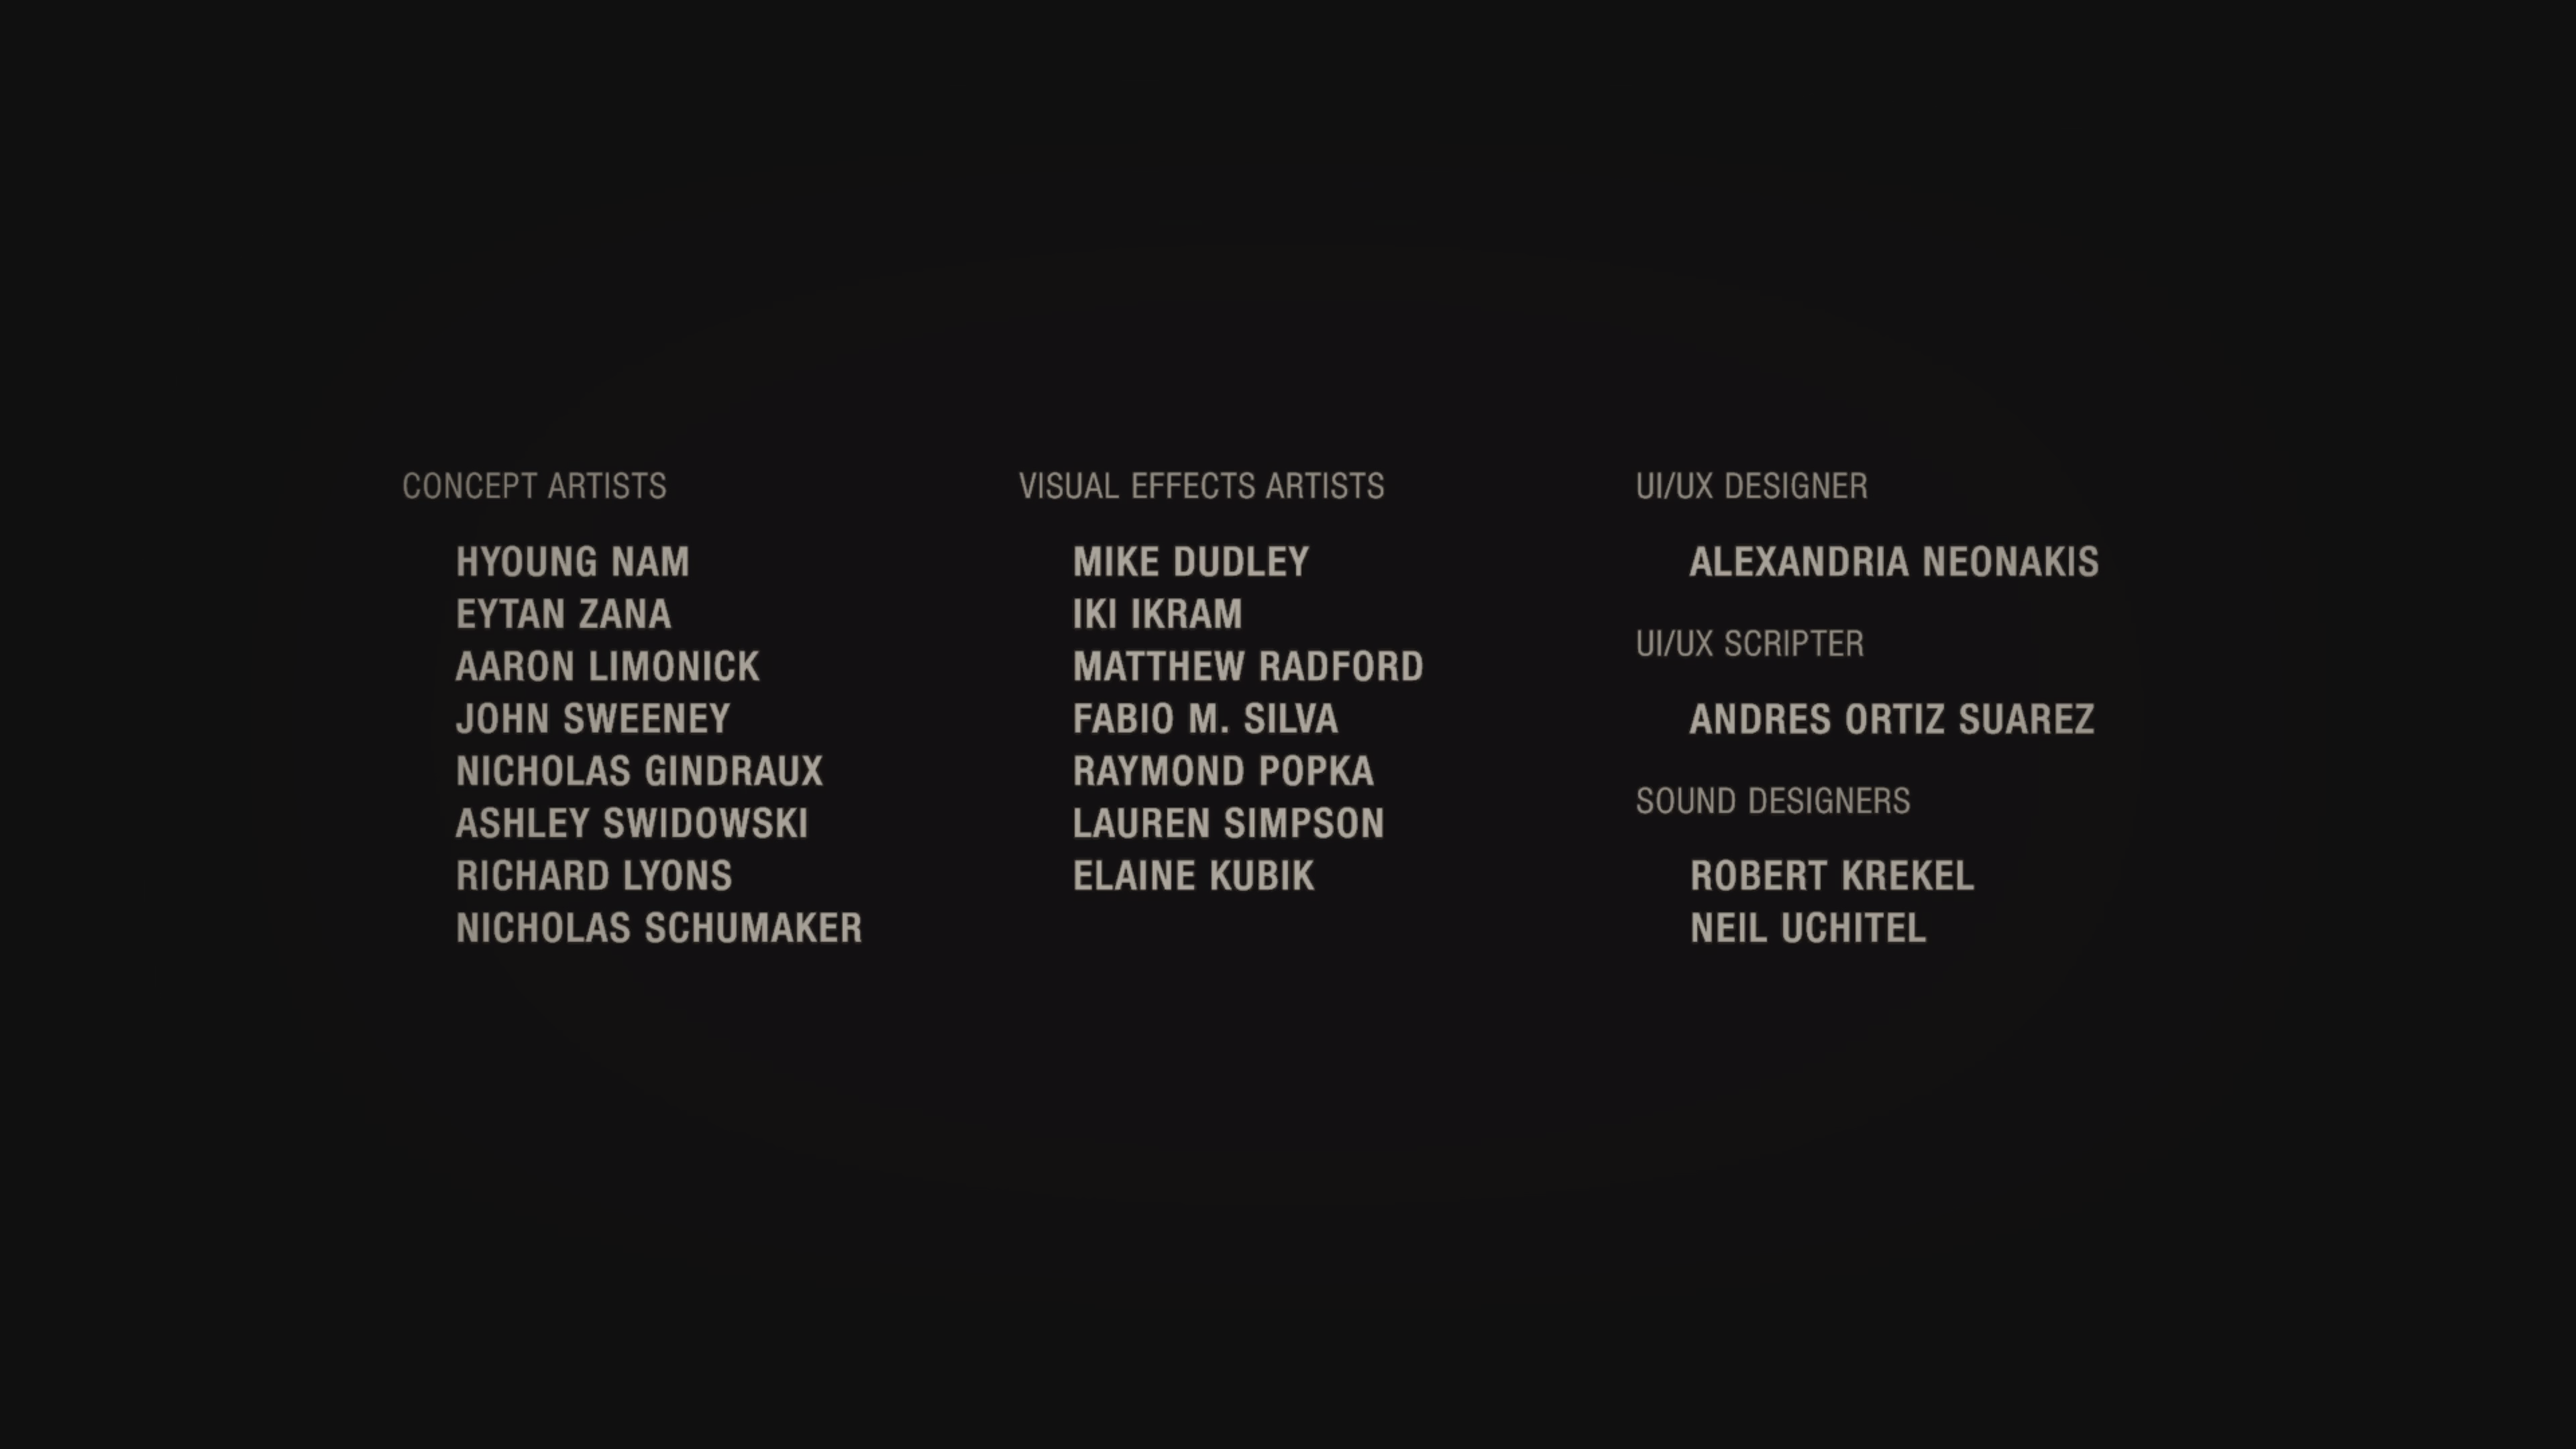 CONCEPT ARTISTS
HYOUNG NAM
EYTAN ZANA
AARON LIMONICK
JOHN SWEENEY
NICHOLAS GINDRAUX
ASHLEY SWIDOWSKI
RICHARD LYONS
NICHOLAS SCHUMAKER
VISUAL EFFECTS ARTISTS
MIKE DUDLEY
IKI IKRAM
MATTHEW RADFORD
FABIO M. SILVA
RAYMOND POPKA
LAUREN SIMPSON
ELAINE KUBIK
UI/UX DESIGNER
ALEXANDRIA NEONAKIS
UI/UX SCRIPTER
ANDRES ORTIZ SUAREZ
SOUND DESIGNERS
ROBERT KREKEL
NEIL UCHITEL